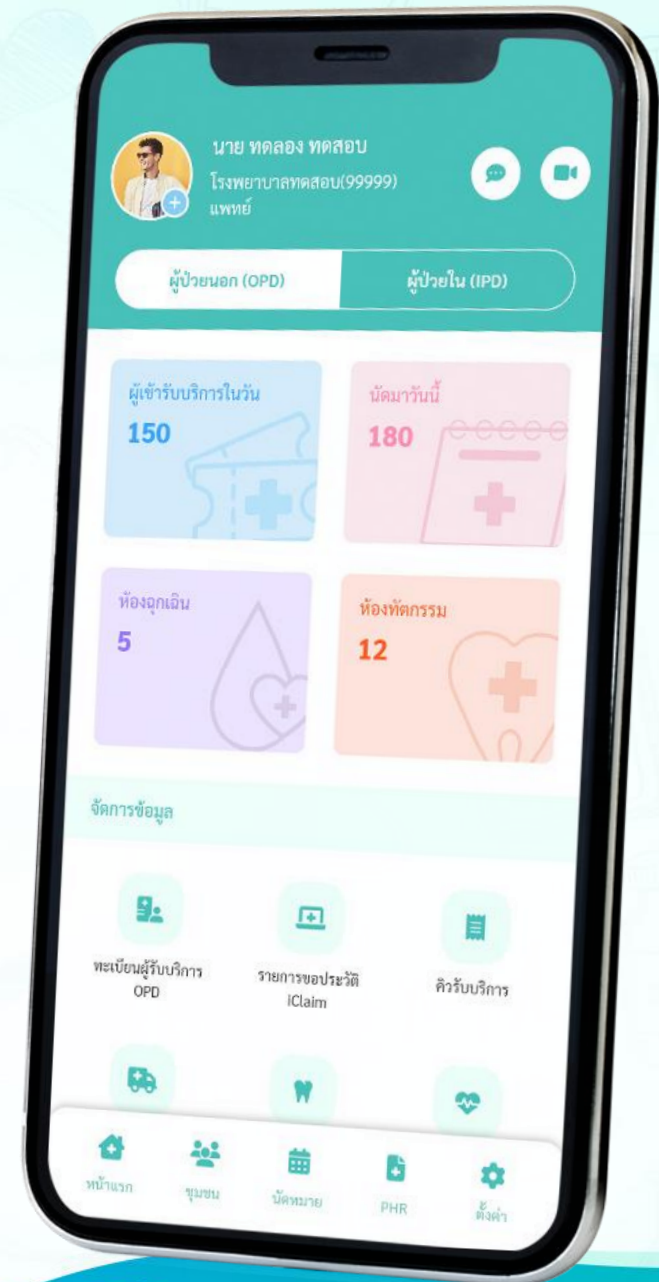 นาย ทดลอง ทดสอบ
โรงพยาบาลทดสอบ(99999)
แพทย์
ผู้ป่วยนอก (OPD)
ผู้ป่วยใน (IPD)
ผู้เข้ารับบริการในวัน
150
นัดมาวันนี้
180
ห้องฉุกเฉิน
5
ห้องทัตกรรม
12
จัดการข้อมูล
ทะเบียนผู้รับบริการ
OPD
รายการขอประวัติ
iClaim
คิวรับบริการ
หน้าแรก
ชุมชน
นัดหมาย
PHR
ตั้งค่า